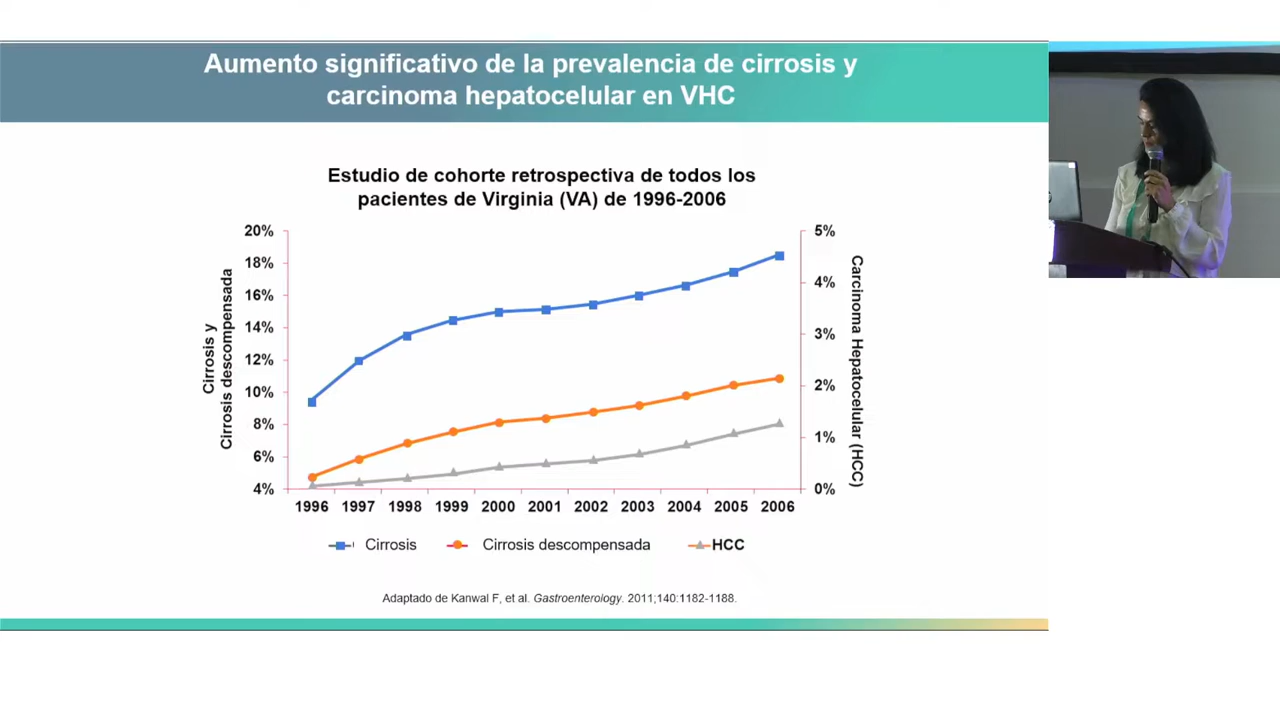 Aumento significativo de la prevalencia de cirrosis y
carcinoma hepatocelular en VHC
Estudio de cohorte retrospectiva de todos los
pacientes de Virginia (VA) de 1996-2006
Cirrosis y
Cirrosis descompensada
20%
18%
16%
14%
12%
10%
8%
6%
4%
5%
4%
3%
2%
1%
0%
Carcinoma Hepatocelular (HCC)
1996 1997 1998 1999 2000 2001 2002 2003 2004 2005 2006
Cirrosis Cirrosis descompensada HCC
Adaptado de Kanwal F, et al. Gastroenterology. 2011;140:1182-1188.